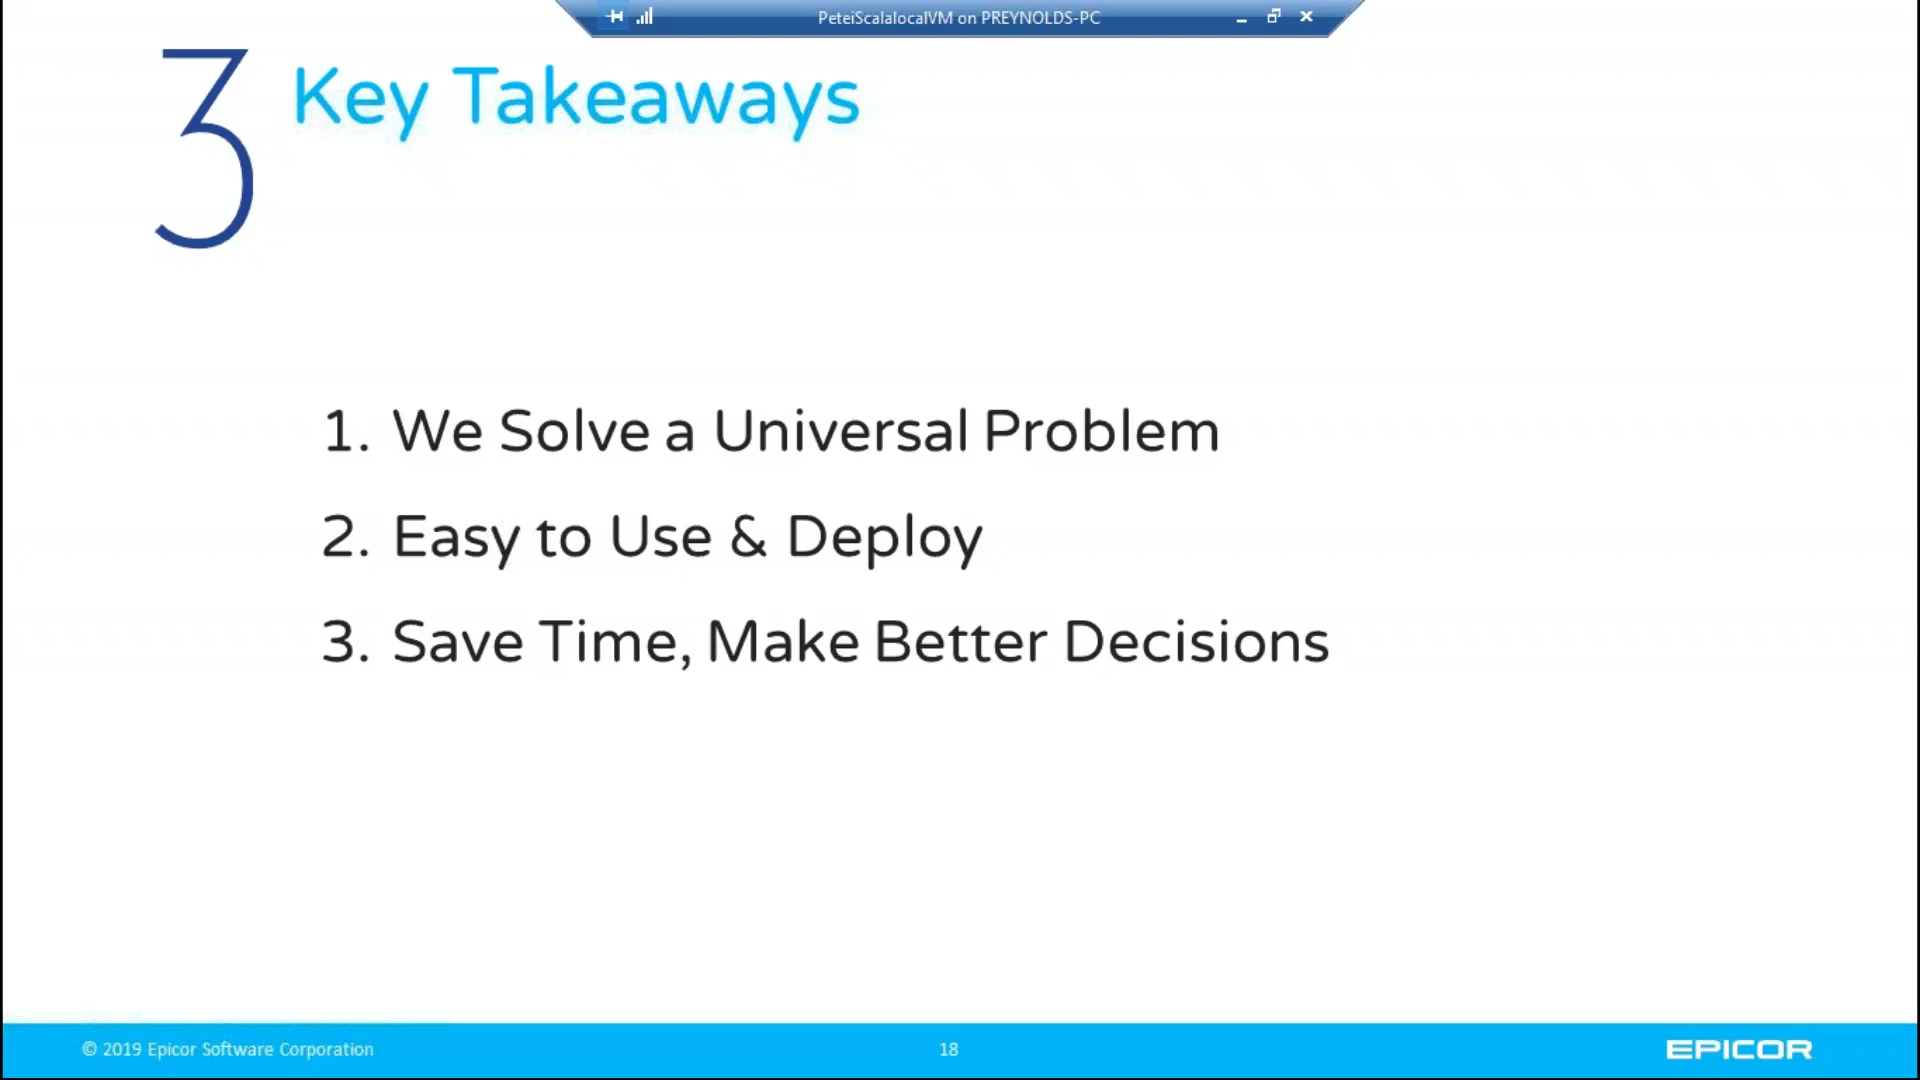 PeteiScalalocalVM on PREYNOLDS-PC
3 Key Takeaways
1. We Solve a Universal Problem
2. Easy to Use & Deploy
3. Save Time, Make Better Decisions
© 2019 Epicor Software Corporation
18
EPICOR